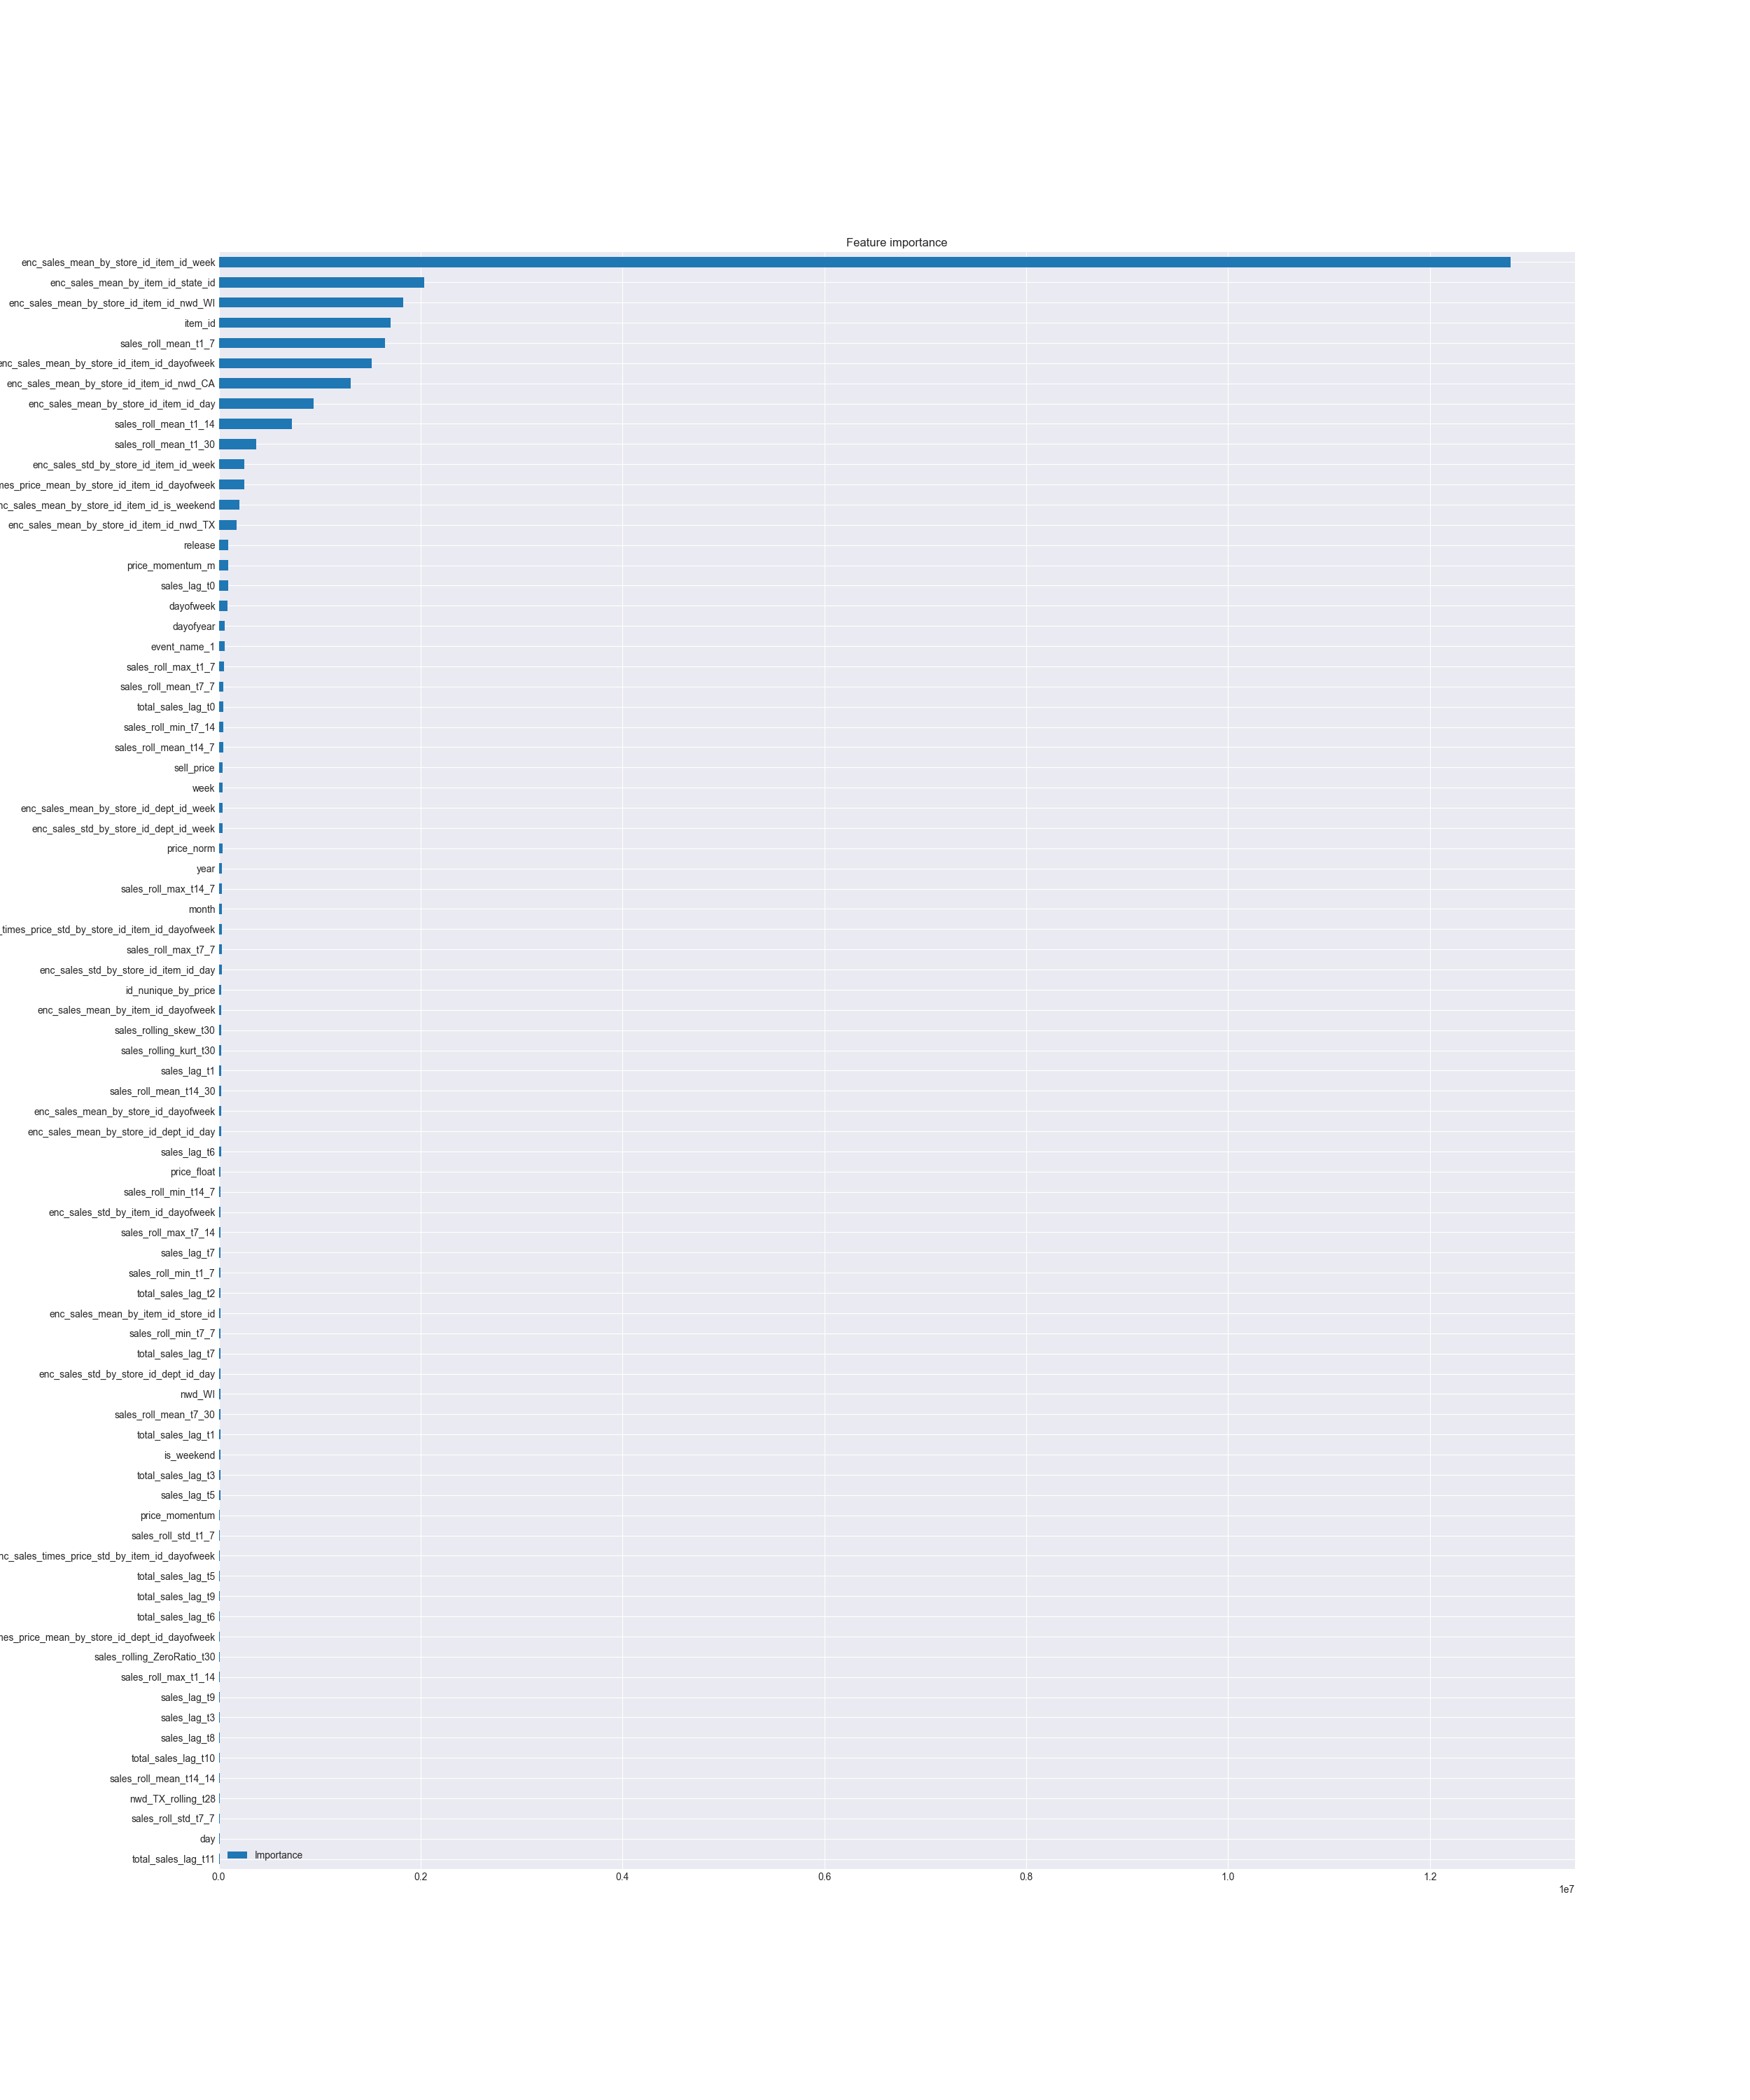 Feature importance
enc_sales_mean_by_store_id_item_id_week
enc_sales_mean_by_item_id_state_id
enc_sales_mean_by_store_id_item_id_nwd_WI
item_id
sales_roll_mean_t1_7
enc_sales_mean_by_store_id_item_id_dayofweek
enc_sales_mean_by_store_id_item_id_nwd_CA
enc_sales_mean_by_store_id_item_id_day
sales_roll_mean_t1_14
sales_roll_mean_t1_30
enc_sales_std_by_store_id_item_id_week
mes_price_mean_by_store_id_item_id_dayofweek
nc_sales_mean_by_store_id_item_id_is_weekend
enc_sales_mean_by_store_id_item_id_nwd_TX
release
price_momentum_m
sales_lag_t0
dayofweek
dayofyear
event_name_1
sales_roll_max_t1_7
sales_roll_mean_t7_7
total_sales_lag_t0
sales_roll_min_t7_14
sales_roll_mean_t14_7
sell_price
week
enc_sales_mean_by_store_id_dept_id_week
enc_sales_std_by_store_id_dept_id_week
price_norm
year
sales_roll_max_t14_7
month
_times_price_std_by_store_id_item_id_dayofweek
sales_roll_max_t7_7
enc_sales_std_by_store_id_item_id_day
id_nunique_by_price
enc_sales_mean_by_item_id_dayofweek
sales_rolling_skew_t30
sales_rolling_kurt_t30
sales_lag_t1
sales_roll_mean_t14_30
enc_sales_mean_by_store_id_dayofweek
enc_sales_mean_by_store_id_dept_id_day
sales_lag_t6
price_float
sales_roll_min_t14_7
enc_sales_std_by_item_id_dayofweek
sales_roll_max_t7_14
sales_lag_t7
sales_roll_min_t1_7
total_sales_lag_t2
enc_sales_mean_by_item_id_store_id
sales_roll_min_t7_7
total_sales_lag_t7
enc_sales_std_by_store_id_dept_id_day
nwd_WI
sales_roll_mean_t7_30
total_sales_lag_t1
is_weekend
total_sales_lag_t3
sales_lag_t5
price_momentum
sales_roll_std_t1_7
nc_sales_times_price_std_by_item_id_dayofweek
total_sales_lag_t5
total_sales_lag_t9
total_sales_lag_t6
mes_price_mean_by_store_id_dept_id_dayofweek
sales_rolling_ZeroRatio_t30
sales_roll_max_t1_14
sales_lag_t9
sales_lag_t3
sales_lag_t8
total_sales_lag_t10
sales_roll_mean_t14_14
nwd_TX_rolling_t28
sales_roll_std_t7_7
day
total_sales_lag_t11
Importance
0.0 0.2 0.4 0.6 0.8 1.0 1.2
1e7